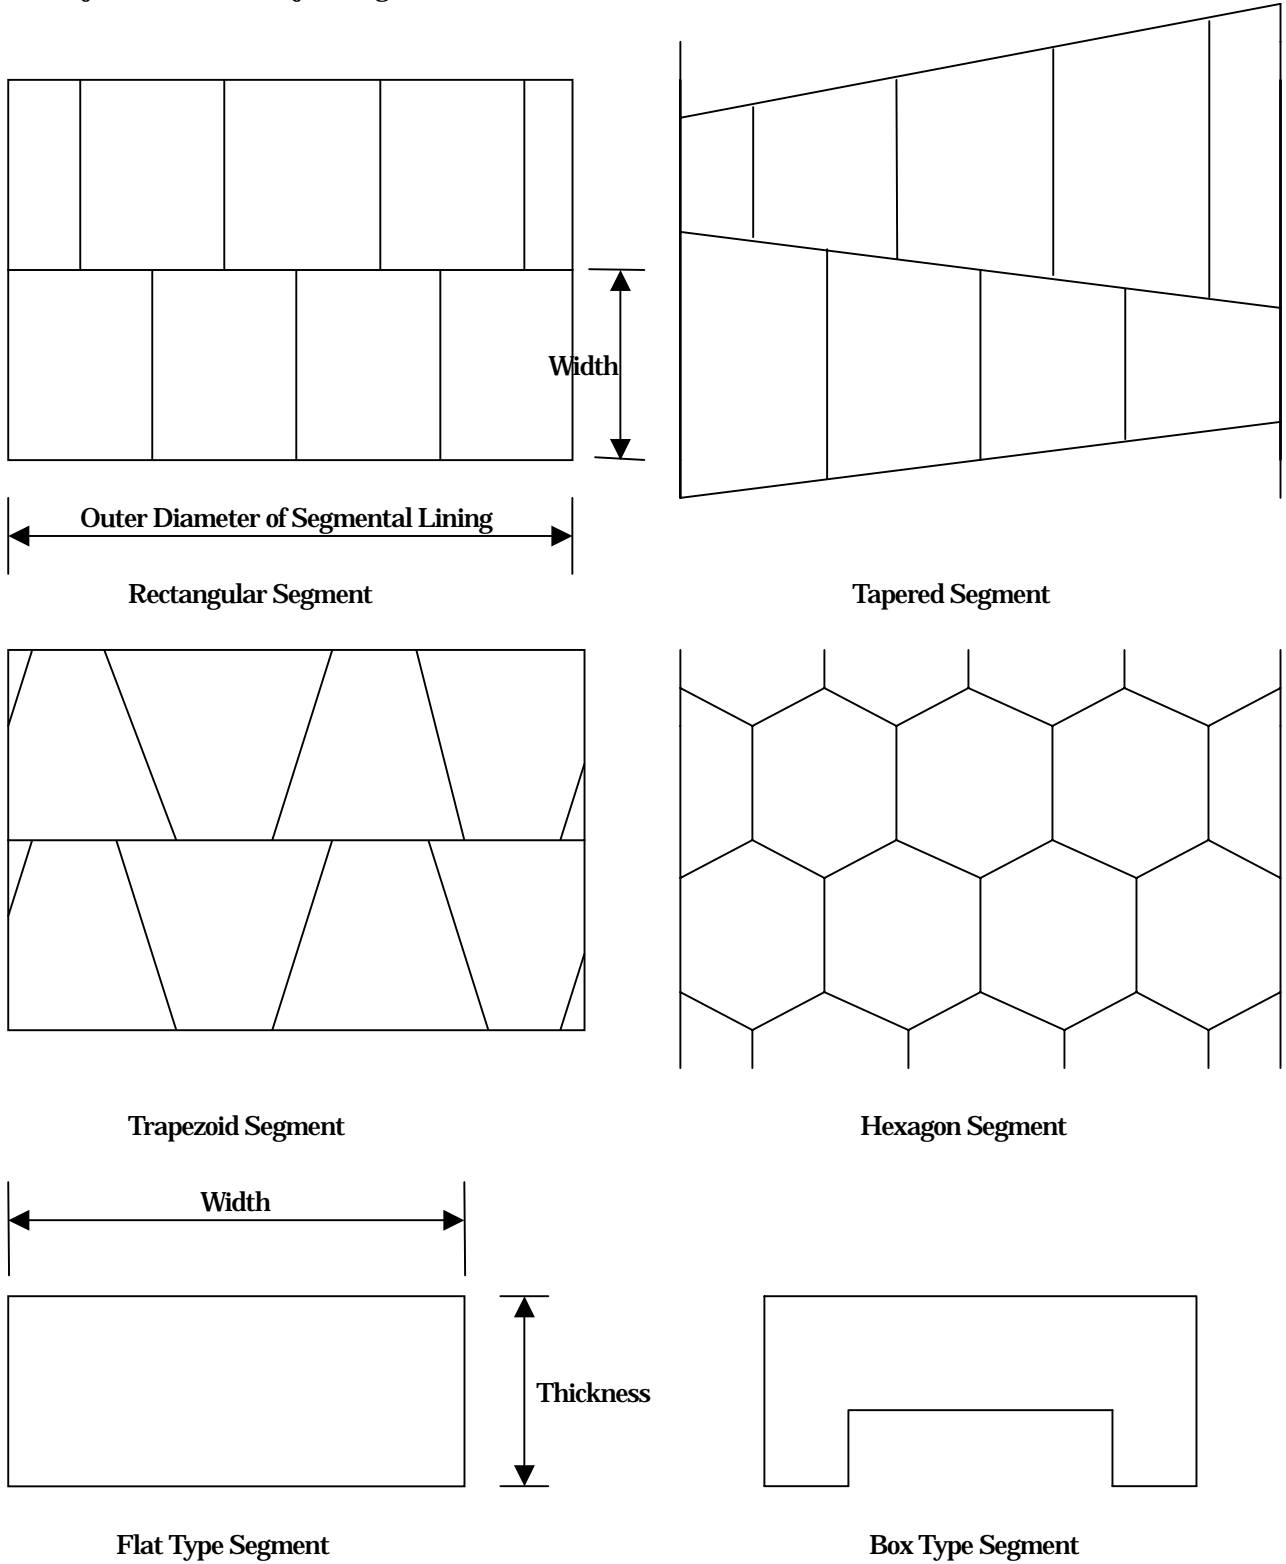 Width
Outer Diameter of Segmental Lining
Rectangular Segment
Tapered Segment
Trapezoid Segment
Hexagon Segment
Width
Thickness
Flat Type Segment
Box Type Segment